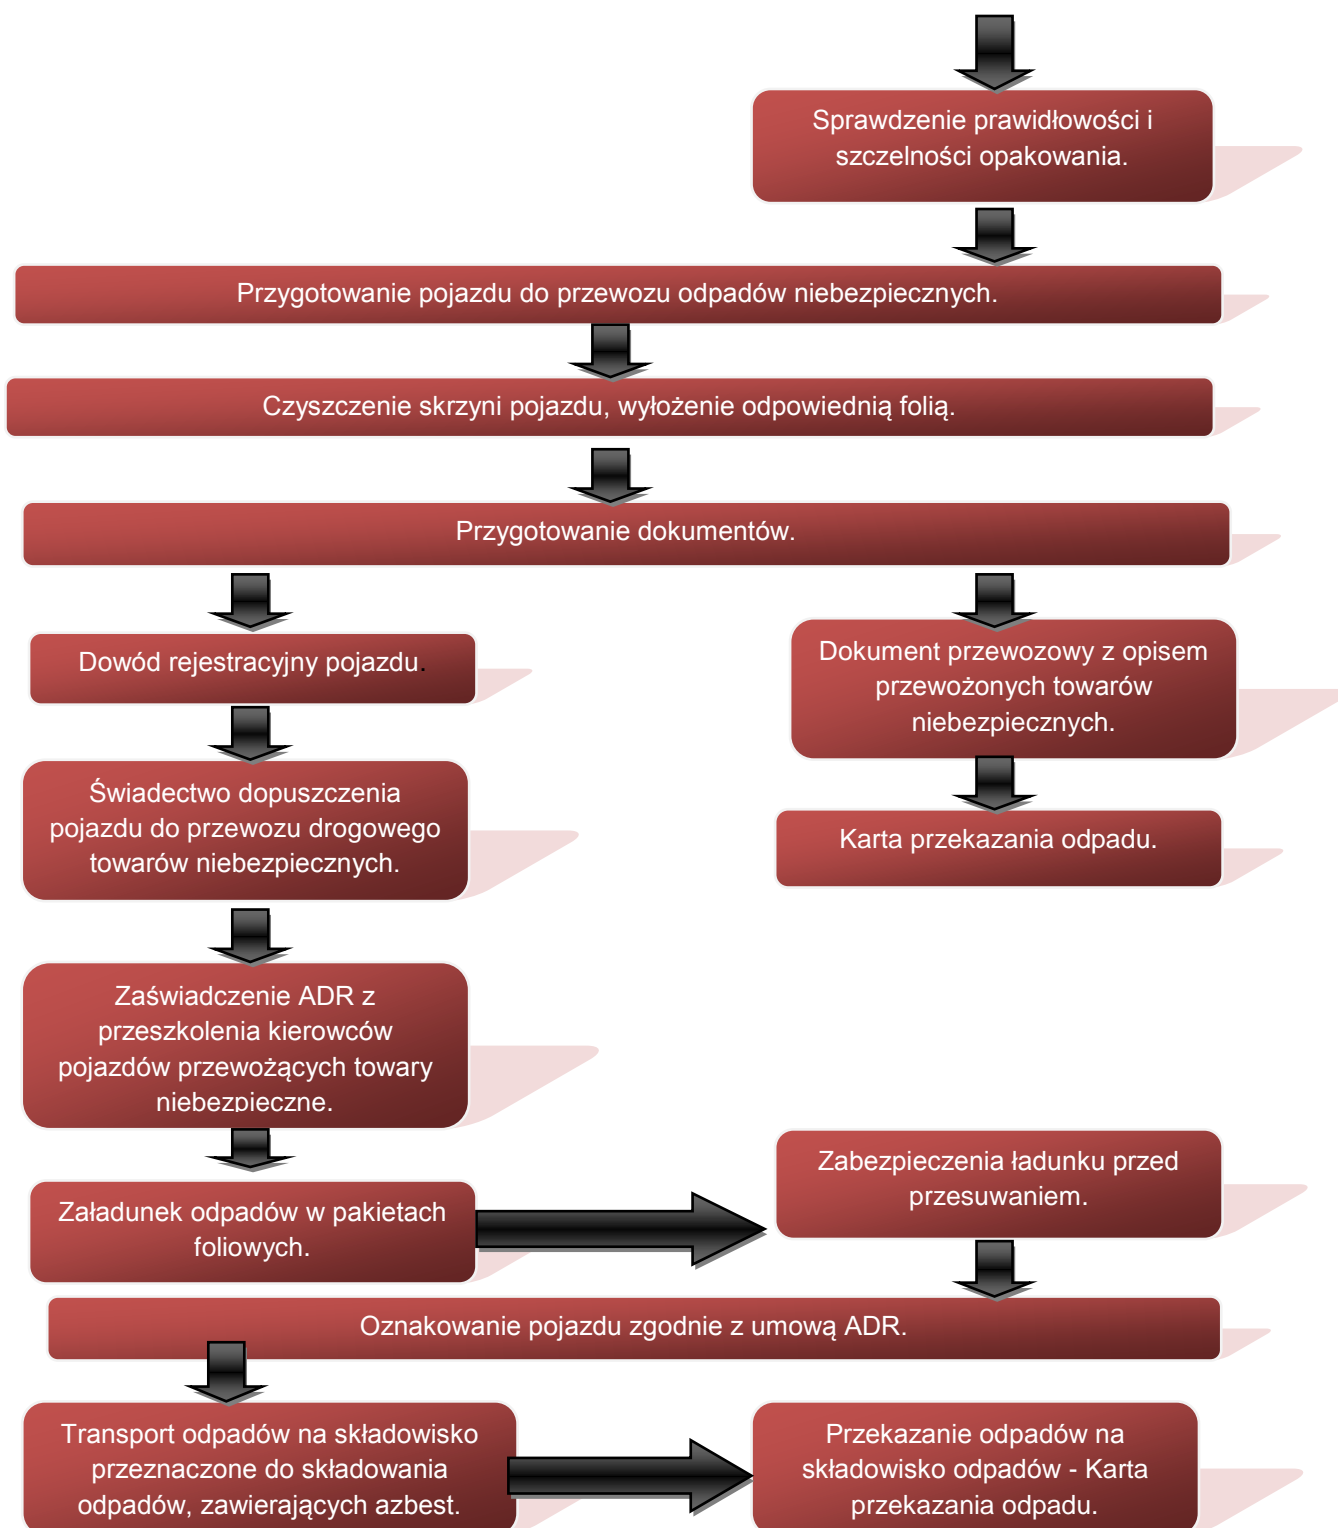 Sprawdzenie prawidłowości i
szczelności opakowania.
Przygotowanie pojazdu do przewozu odpadów niebezpiecznych.
Czyszczenie skrzyni pojazdu, wyłożenie odpowiednią folią.
Przygotowanie dokumentów.
Dowód rejestracyjny pojazdu.
Dokument przewozowy z opisem
przewożonych towarów
niebezpiecznych.
Świadectwo dopuszczenia
pojazdu do przewozu drogowego
towarów niebezpiecznych.
Karta przekazania odpadu.
Zaświadczenie ADR z
przeszkolenia kierowców
pojazdów przewożących towary
niebezpieczne.
Zabezpieczenia ładunku przed
przesuwaniem.
Załadunek odpadów w pakietach
foliowych.
Oznakowanie pojazdu zgodnie z umową ADR.
Transport odpadów na składowisko
przeznaczone do składowania
odpadów, zawierających azbest.
Przekazanie odpadów na
składowisko odpadów - Karta
przekazania odpadu.